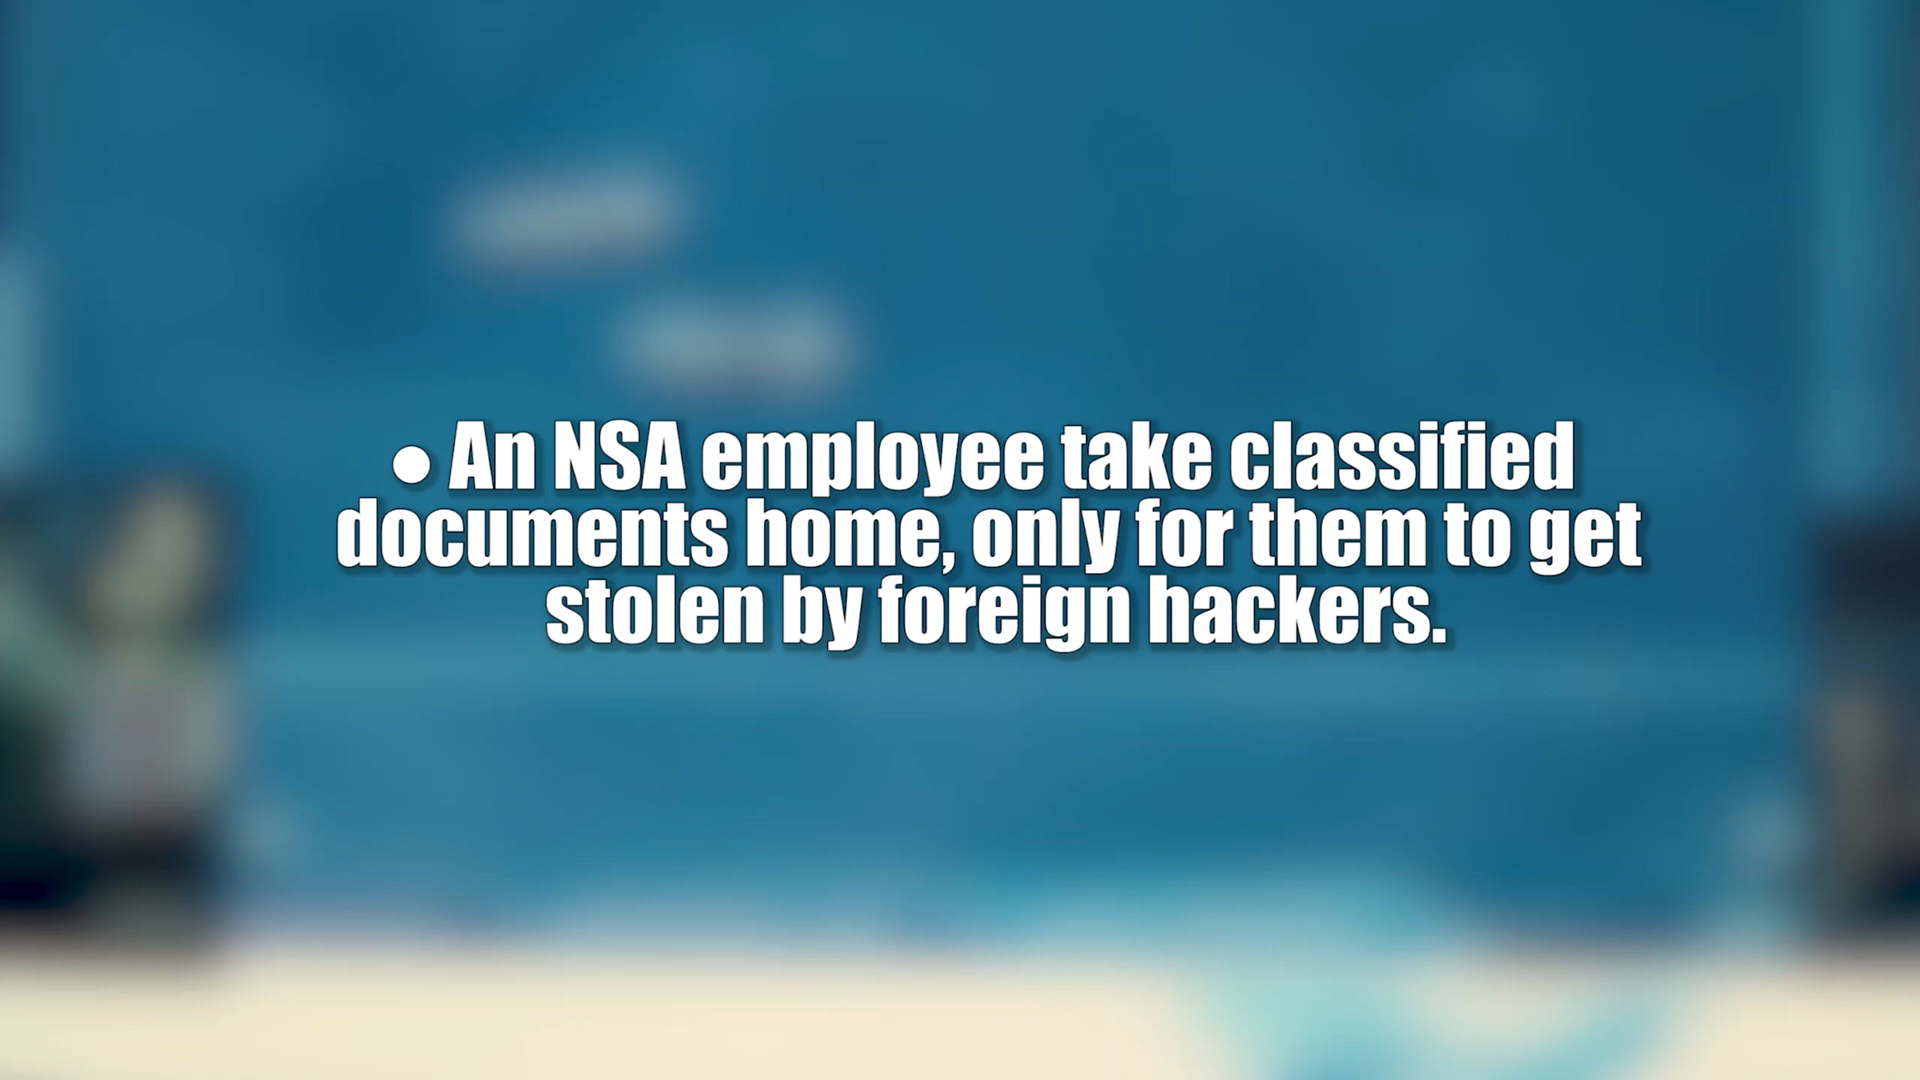 • An NSA employee take classified
documents home, only for them to get
stolen by foreign hackers.